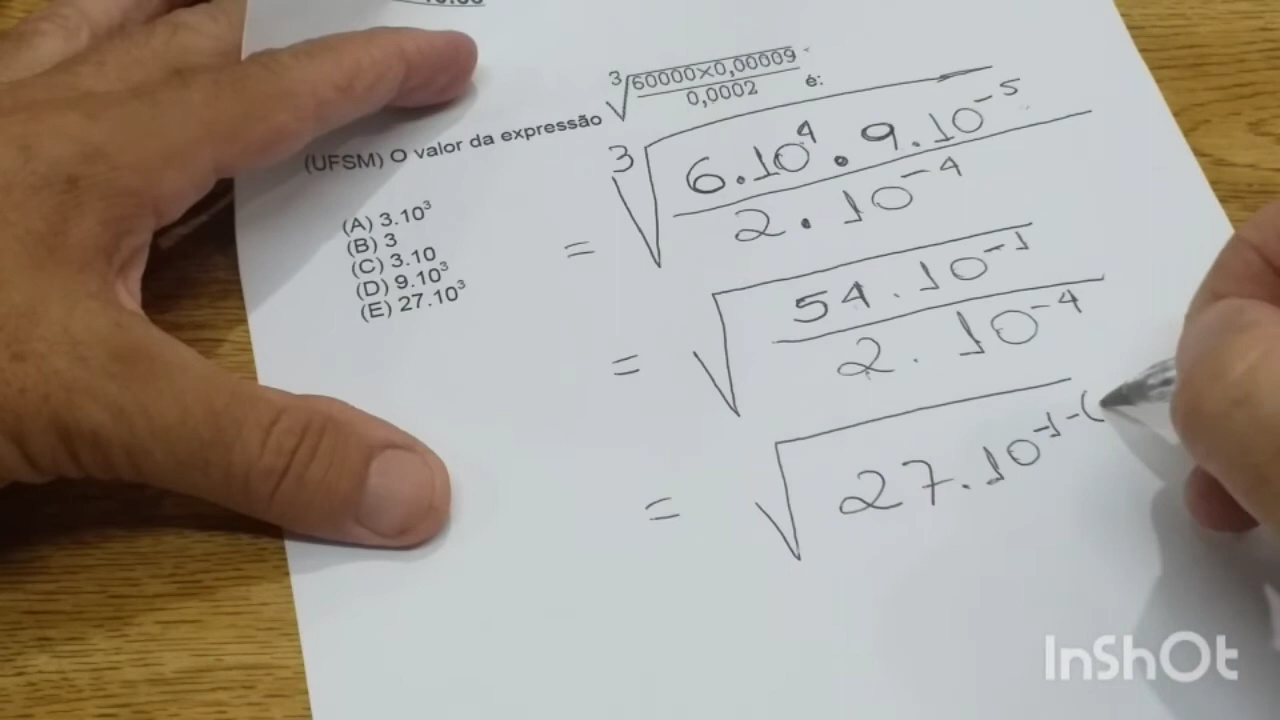 (UFSM) O valor da expressão ∛(60000×0,00009 / 0,0002) é:
(A) 3.10³
(B) 3
(C) 3.10
(D) 9.10³
(E) 27.10³
= ∛(6.10⁴.9.10⁻⁵ / 2.10⁻⁴)
= √(54.10⁻¹ / 2.10⁻⁴)
= √27.10⁻¹⁻⁽
InShOt